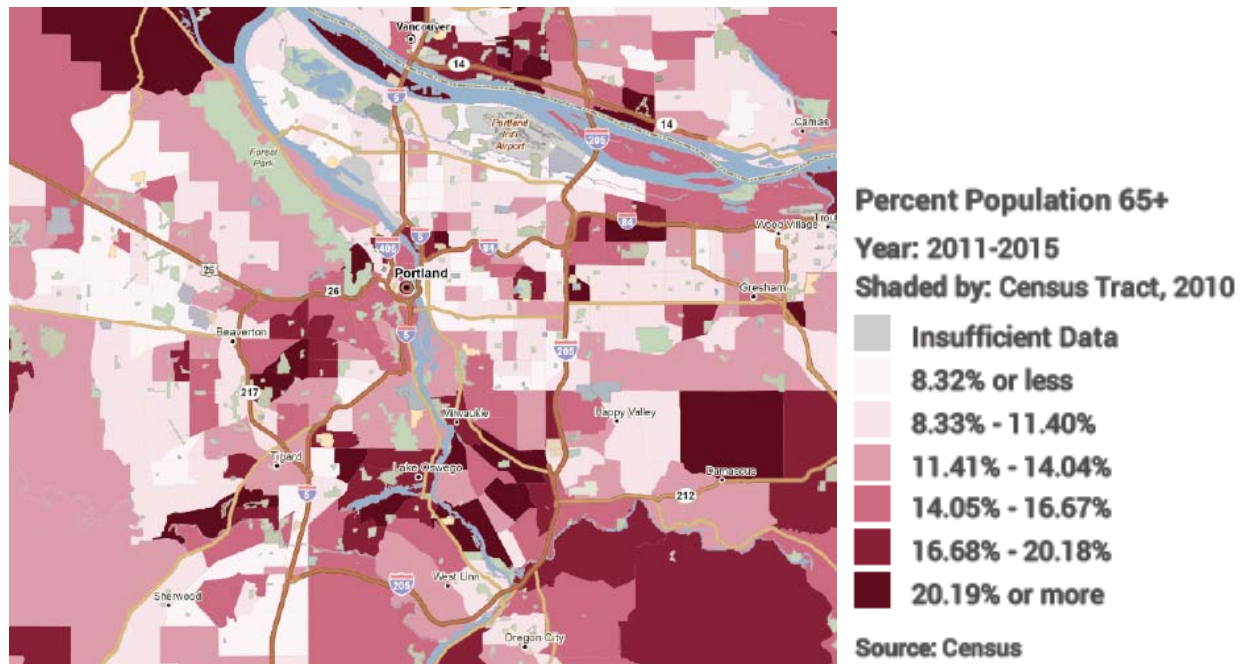 Vancouver
14
5
14
Camas
Portland
Intl
Airport
205
Forest
Park
84
Wood Village
Trout
26
405
5
84
Portland
26
Gresham
Beaverton
5
205
217
Milwaukie
Happy Valley
Tigard
Lake Oswego
Damascus
5
212
205
West Linn
Sherwood
Oregon City
Percent Population 65+
Year: 2011-2015
Shaded by: Census Tract, 2010
Insufficient Data
8.32% or less
8.33% - 11.40%
11.41% - 14.04%
14.05% - 16.67%
16.68% - 20.18%
20.19% or more
Source: Census